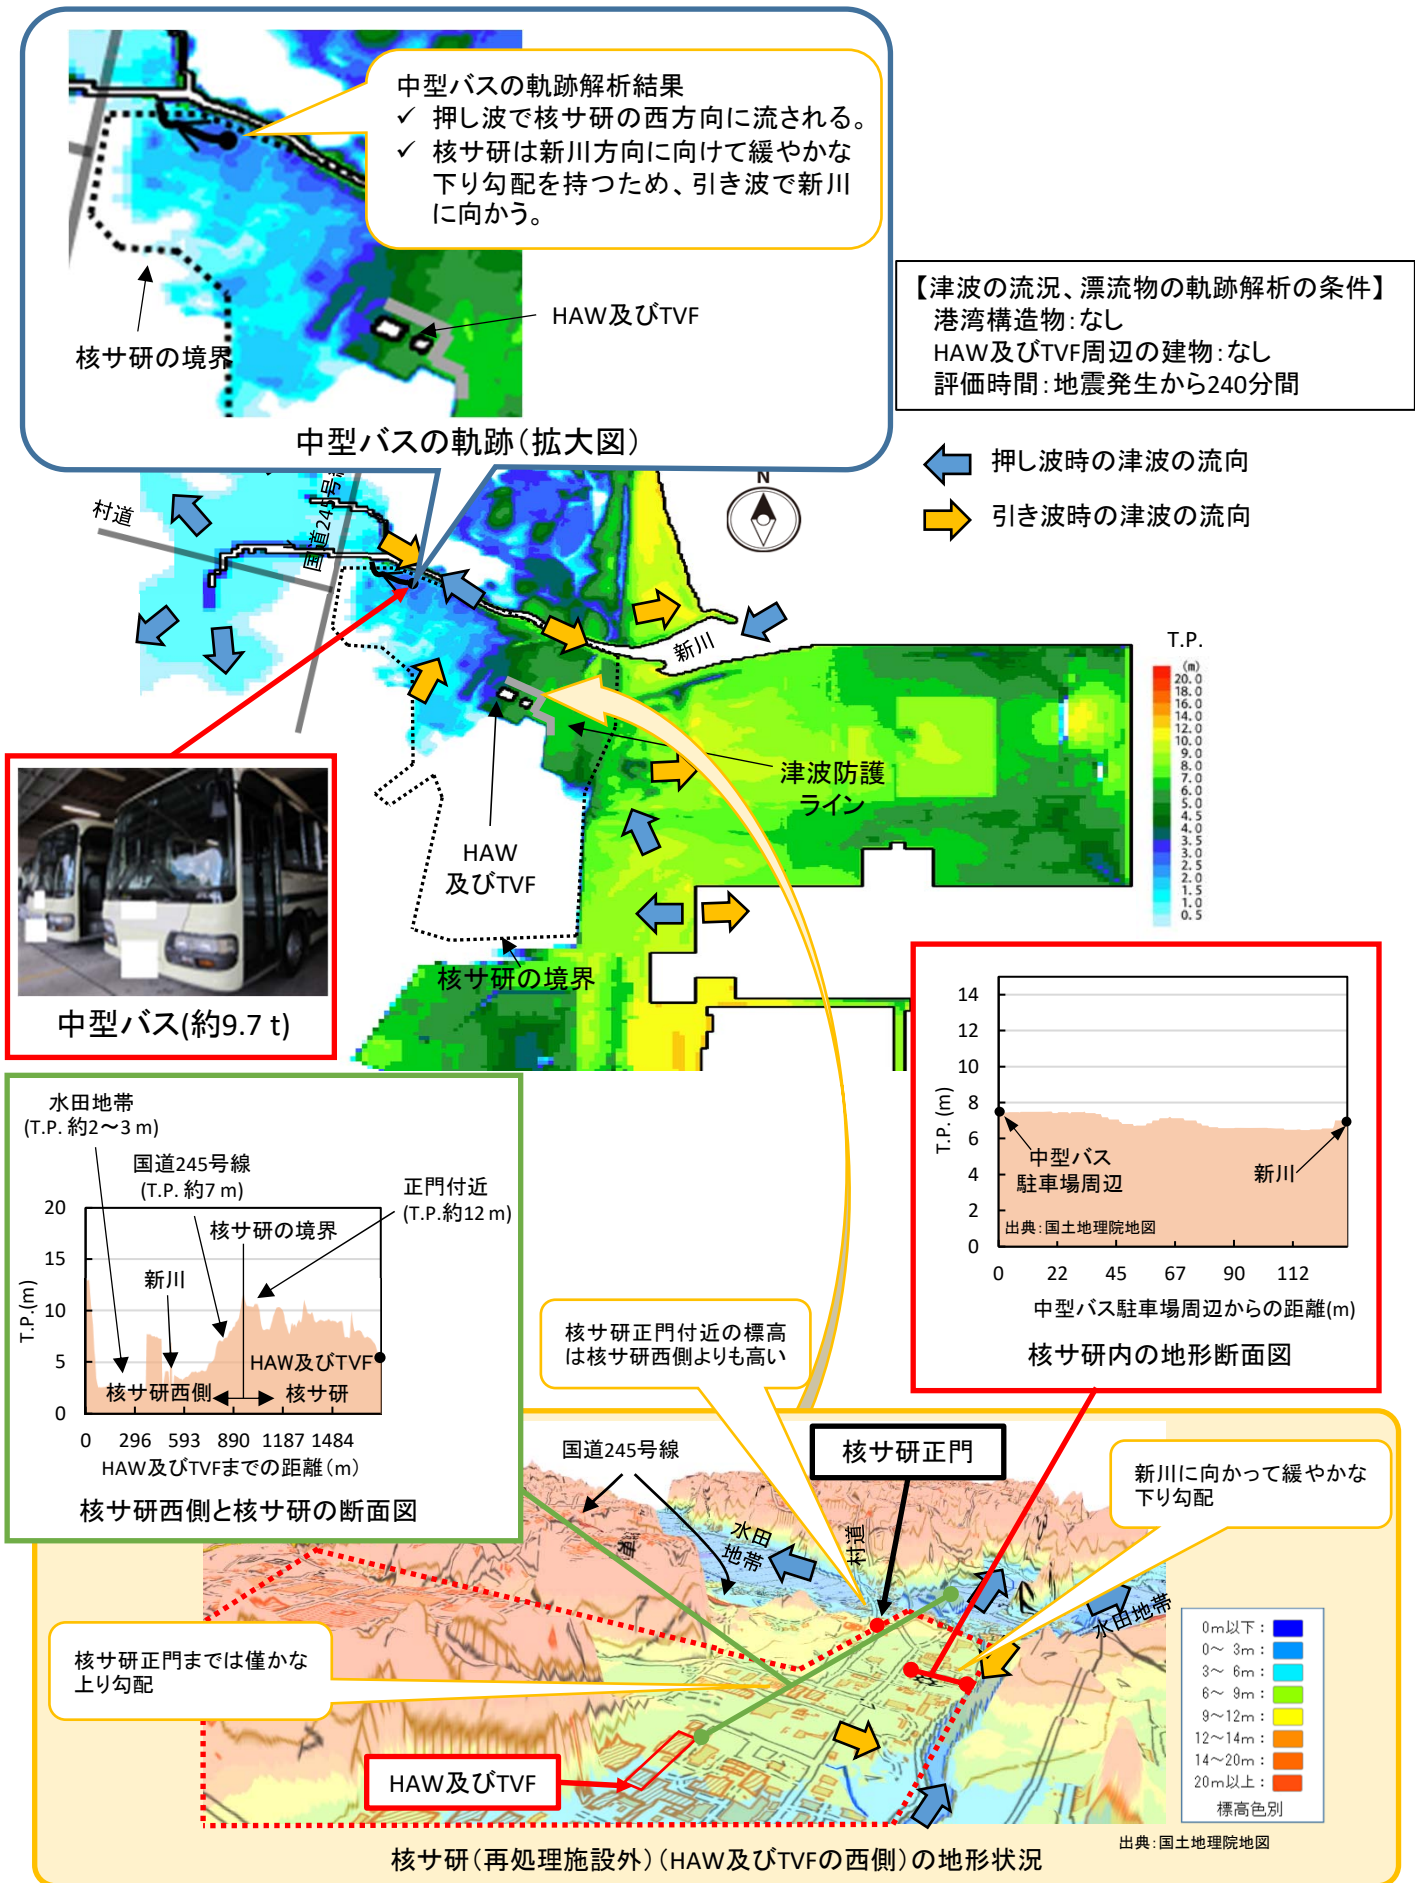 中型バスの軌跡解析結果
✓ 押し波で核サ研の西方向に流される。
✓ 核サ研は新川方向に向けて緩やかな
下り勾配を持つため、引き波で新川
に向かう。
HAW及びTVF
核サ研の境界
中型バスの軌跡（拡大図）
【津波の流況、漂流物の軌跡解析の条件】
港湾構造物：なし
HAW及びTVF周辺の建物：なし
評価時間：地震発生から240分間
押し波時の津波の流向
引き波時の津波の流向
N
村道
国道245号
新川
津波防護
ライン
HAW
及びTVF
核サ研の境界
T.P.
(m)
20.0
18.0
16.0
14.0
12.0
10.0
9.0
8.0
7.0
6.0
5.0
4.5
4.0
3.5
3.0
2.5
2.0
1.5
1.0
0.5
中型バス(約9.7 t)
水田地帯
(T.P. 約2～3 m)
国道245号線
(T.P. 約7 m)
正門付近
(T.P.約12 m)
核サ研の境界
新川
HAW及びTVF
核サ研西側
核サ研
T.P.(m)
20
15
10
5
0
0 296 593 890 1187 1484
HAW及びTVFまでの距離（m）
核サ研西側と核サ研の断面図
T.P. (m)
14
12
10
8
6
4
2
0
中型バス
駐車場周辺
新川
出典：国土地理院地図
0 22 45 67 90 112
中型バス駐車場周辺からの距離(m)
核サ研内の地形断面図
核サ研正門付近の標高
は核サ研西側よりも高い
国道245号線
核サ研正門
新川に向かって緩やかな
下り勾配
水田
地帯
村道
水田地帯
核サ研正門までは僅かな
上り勾配
HAW及びTVF
0m以下：
0～ 3m：
3～ 6m：
6～ 9m：
9～12m：
12～14m：
14～20m：
20m以上：
標高色別
出典：国土地理院地図
核サ研（再処理施設外）（HAW及びTVFの西側）の地形状況